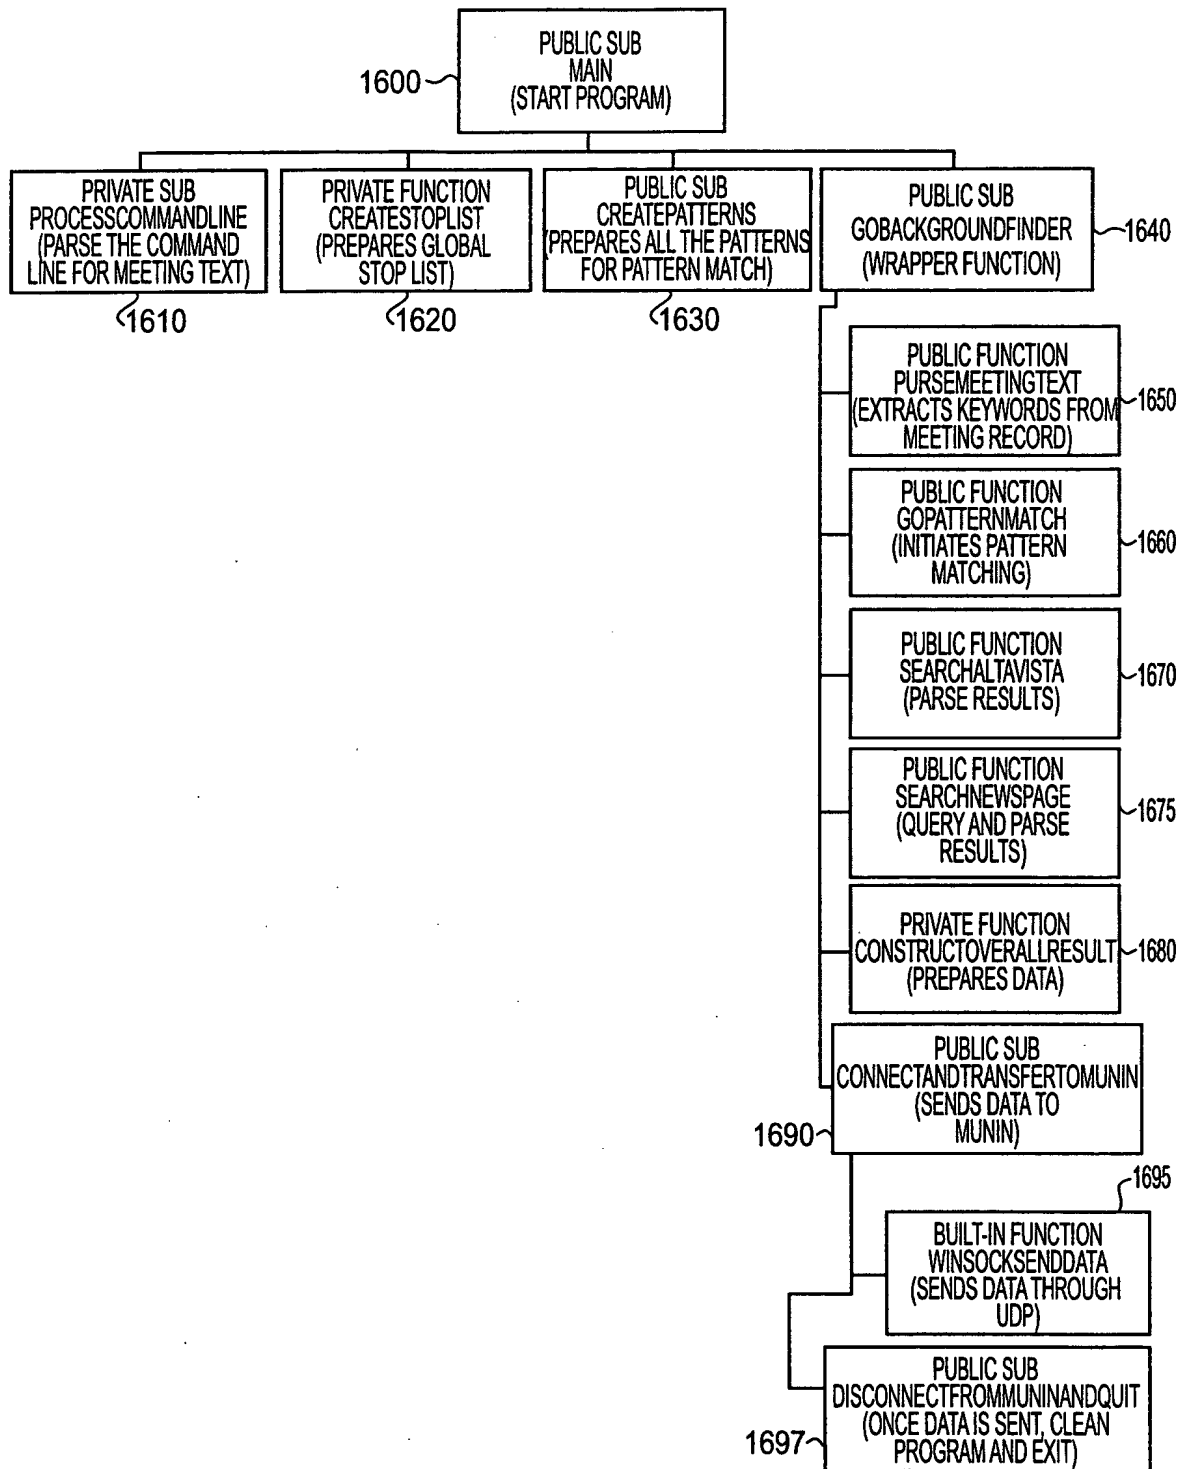 PUBLIC SUB
MAIN
(START PROGRAM)
1600
PRIVATE SUB
PROCESSCOMMANDLINE
(PARSE THE COMMAND
LINE FOR MEETING TEXT)
1610
PRIVATE FUNCTION
CREATESTOPLIST
(PREPARES GLOBAL
STOP LIST)
1620
PUBLIC SUB
CREATEPATTERNS
(PREPARES ALL THE PATTERNS
FOR PATTERN MATCH)
1630
PUBLIC SUB
GOBACKGROUNDFINDER
(WRAPPER FUNCTION)
1640
PUBLIC FUNCTION
PURSEMEETINGTEXT
(EXTRACTS KEYWORDS FROM
MEETING RECORD)
1650
PUBLIC FUNCTION
GOPATTERNMATCH
(INITIATES PATTERN
MATCHING)
1660
PUBLIC FUNCTION
SEARCHALTAVISTA
(PARSE RESULTS)
1670
PUBLIC FUNCTION
SEARCHNEWSPAGE
(QUERY AND PARSE
RESULTS)
1675
PRIVATE FUNCTION
CONSTRUCTOVERALLRESULT
(PREPARES DATA)
1680
PUBLIC SUB
CONNECTANDTRANSFERTOMUNIN
(SENDS DATA TO
MUNIN)
1690
1695
BUILT-IN FUNCTION
WINSOCKSENDDATA
(SENDS DATA THROUGH
UDP)
PUBLIC SUB
DISCONNECTFROMMUNINANDQUIT
(ONCE DATA IS SENT, CLEAN
PROGRAM AND EXIT)
1697